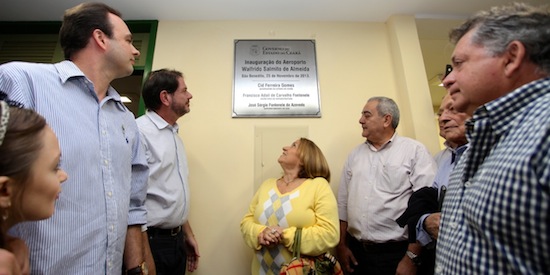 Governo do
Estado do Ceará
Inauguração do Aeroporto
Walfrido Salmito de Almeida
São Benedito, 23 de Novembro de 2013
Cid Ferreira Gomes
Francisco Adail de Carvalho Fontenele
José Sérgio Fontenele de Azevedo